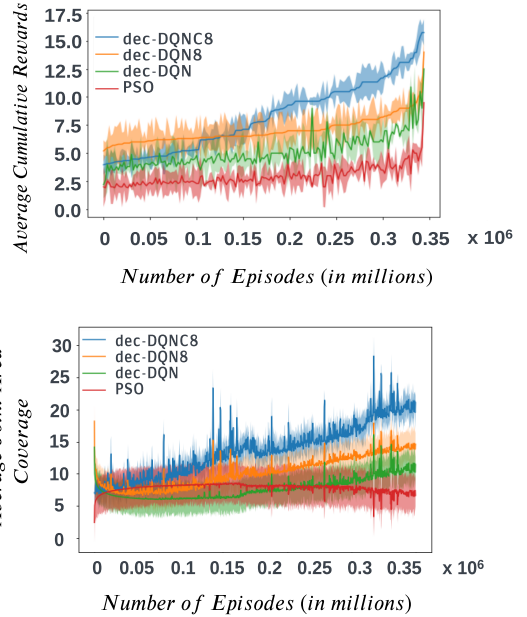 Average Cumulative Rewards
17.5
15.0
12.5
10.0
7.5
5.0
2.5
0.0
dec-DQNC8
dec-DQN8
dec-DQN
PSO
0 0.05 0.1 0.15 0.2 0.25 0.3 0.35 x 10⁶
Number of Episodes (in millions)
Coverage
30
25
20
15
10
5
0
dec-DQNC8
dec-DQN8
dec-DQN
PSO
0 0.05 0.1 0.15 0.2 0.25 0.3 0.35 x 10⁶
Number of Episodes (in millions)